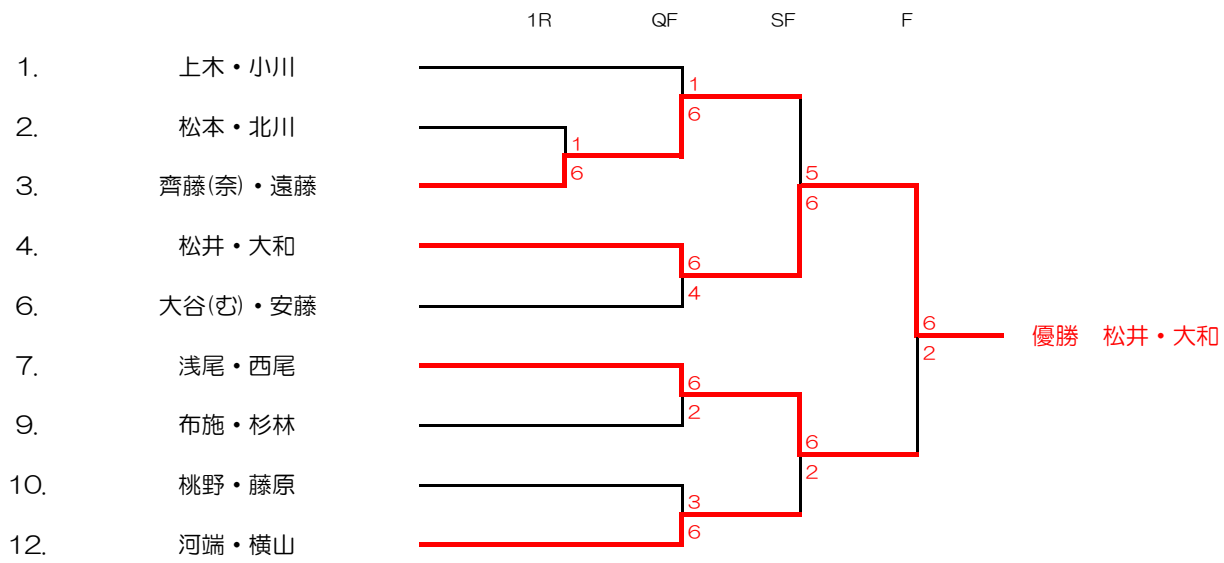 1R QF SF F
1. 上木・小川
1
2. 松本・北川
6
1
3. 齊藤(奈)・遠藤
6
5
6
4. 松井・大和
6
6. 大谷(む)・安藤
4
6
優勝 松井・大和
7. 浅尾・西尾
2
6
9. 布施・杉林
2
6
10. 桃野・藤原
2
3
12. 河端・横山
6